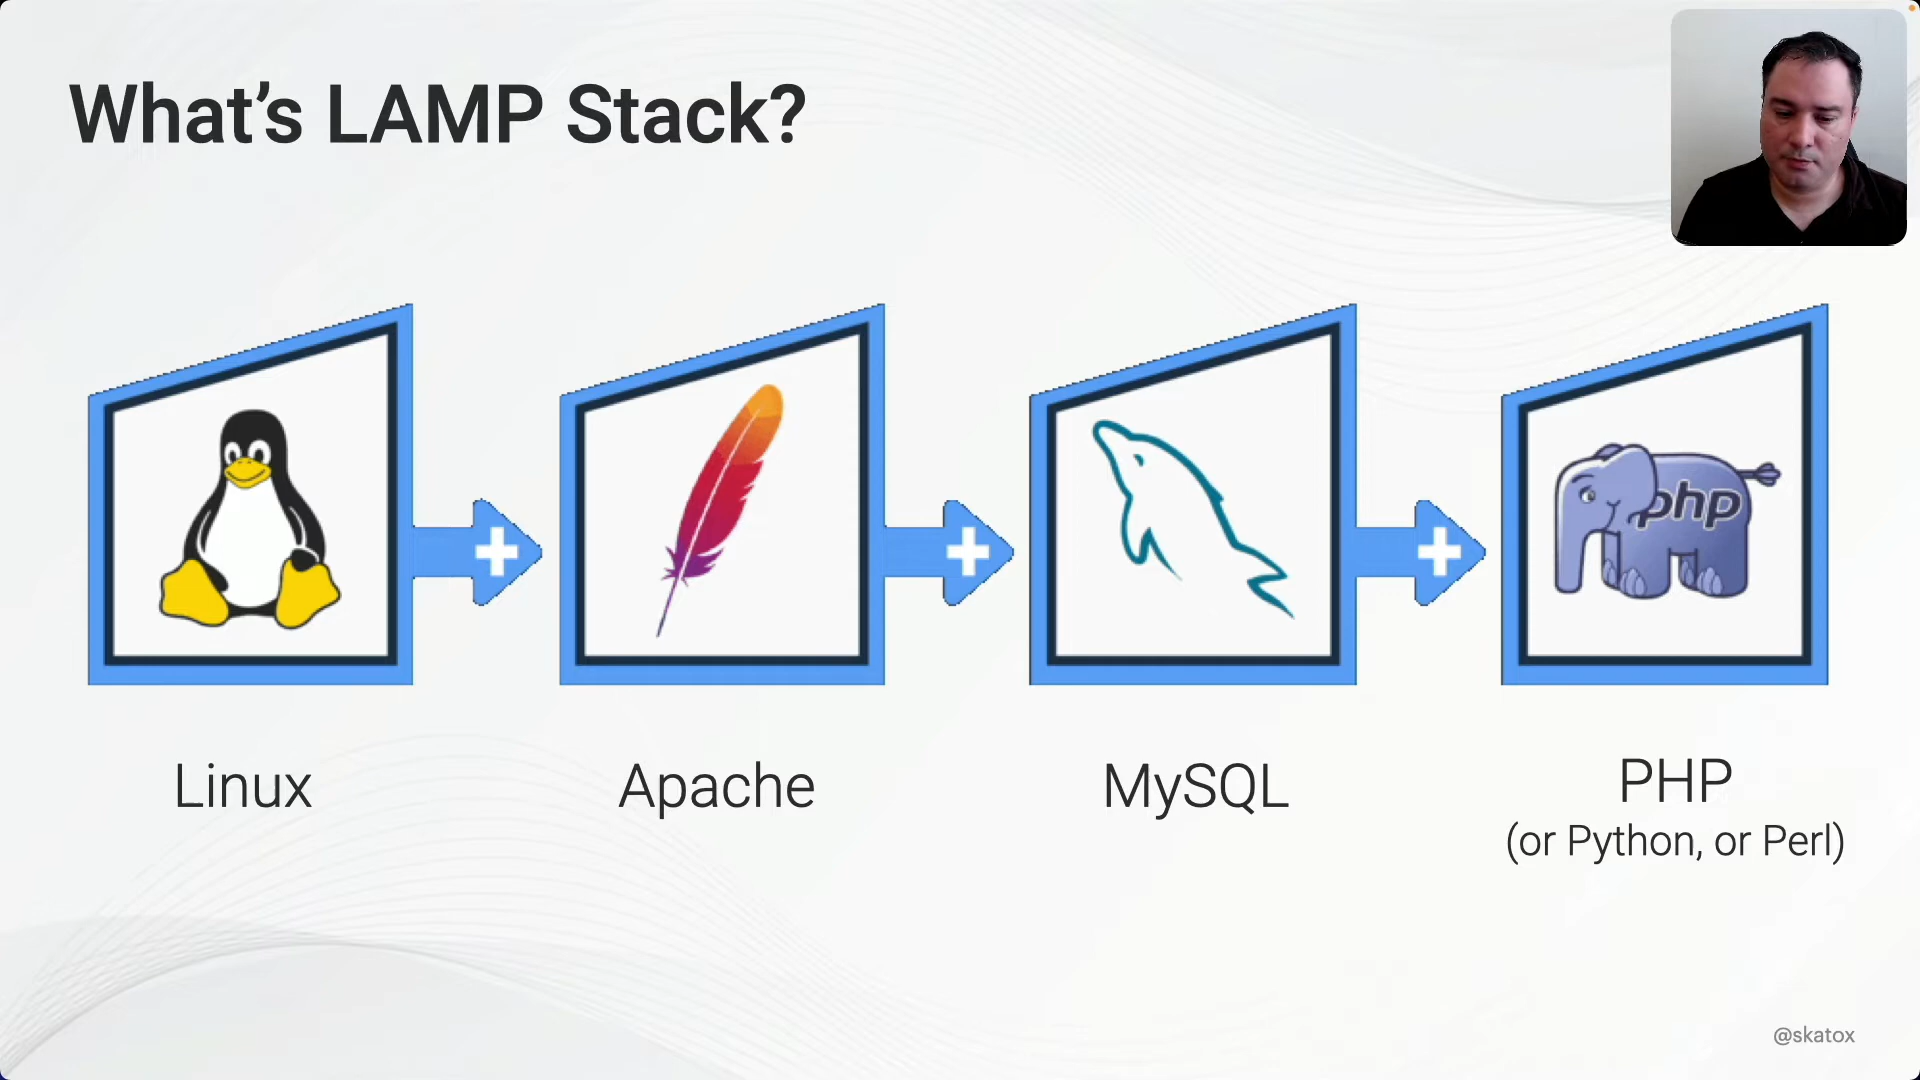 What's LAMP Stack?
php
Linux
Apache
MySQL
PHP
(or Python, or Perl)
@skatox